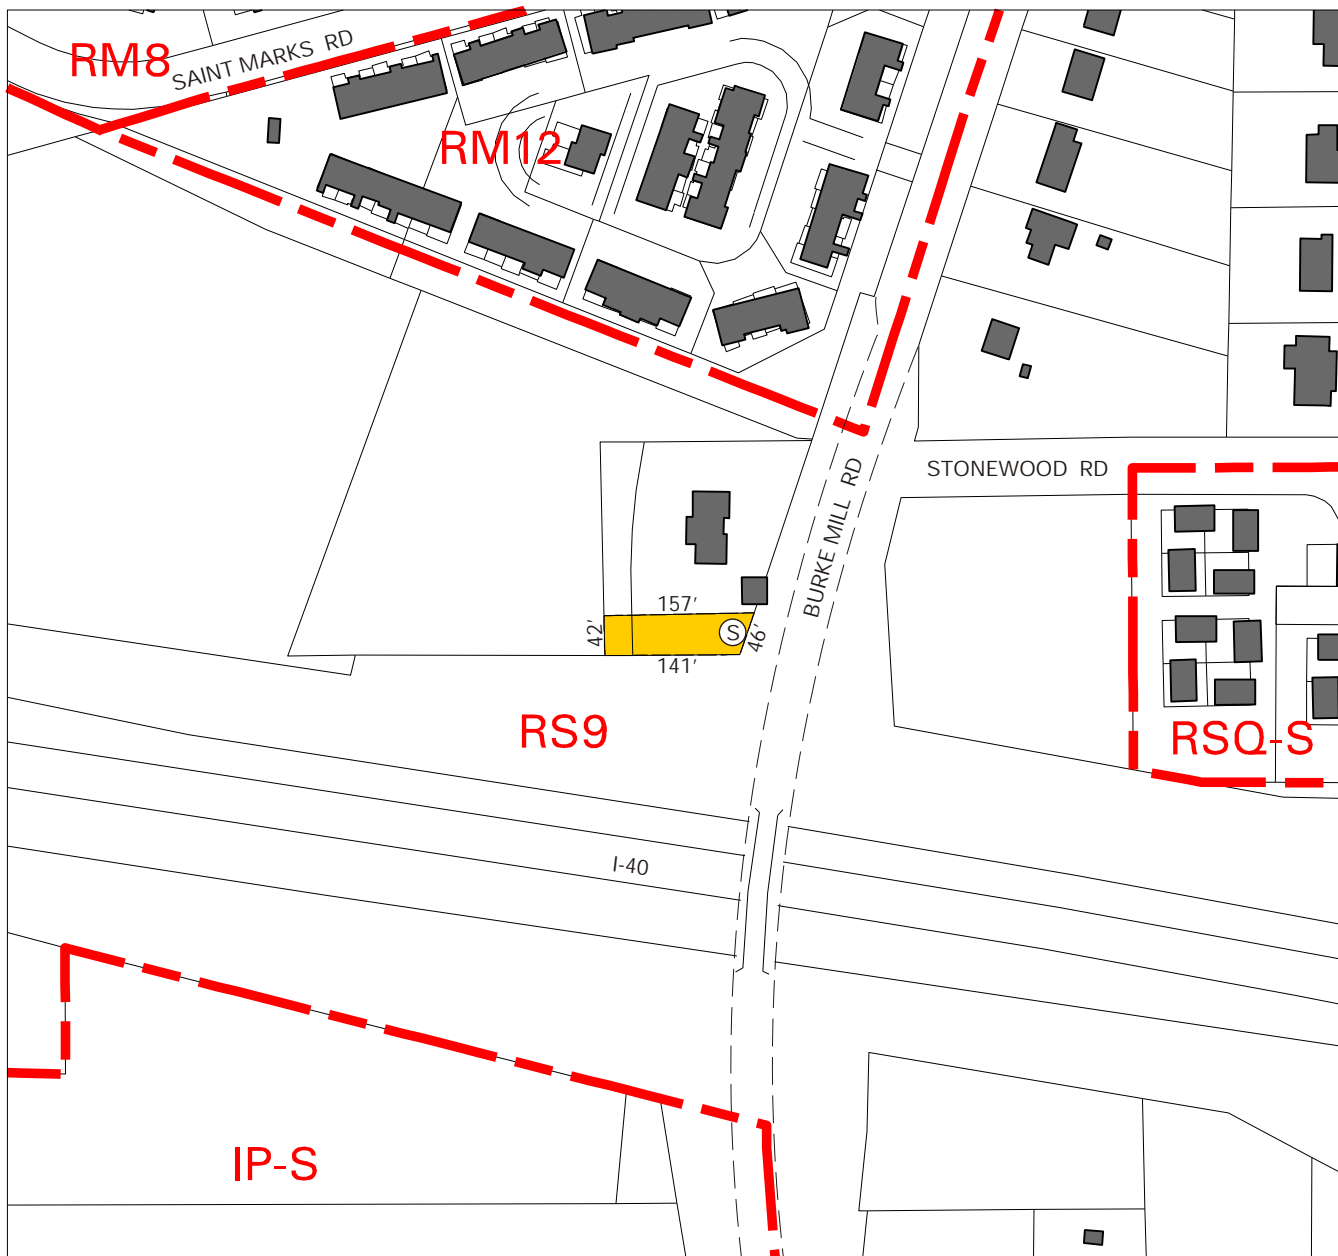 RM8
SAINT MARKS RD
RM12
STONEWOOD RD
BURKE MILL RD
157'
42'
S
46'
141'
RS9
RSQ-S
I-40
IP-S